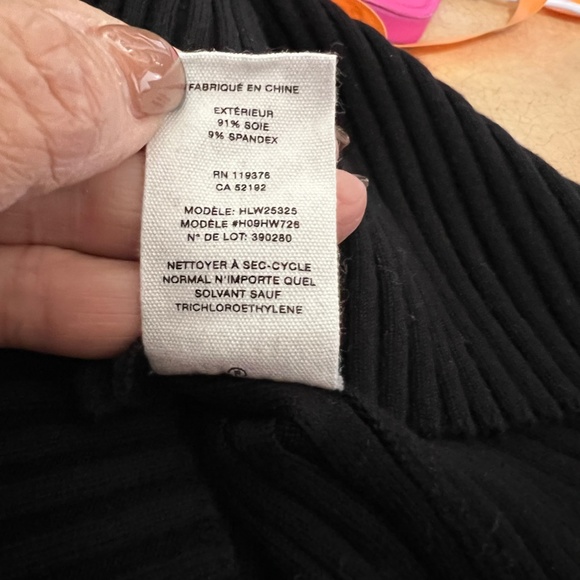 FABRIQUÉ EN CHINE
EXTÉRIEUR
91% SOIE
9% SPANDEX
RN 119376
CA 52192
MODÈLE: HLW25325
MODÈLE #H09HW726
N° DE LOT: 390280
NETTOYER À SEC-CYCLE
NORMAL N'IMPORTE QUEL
SOLVANT SAUF
TRICHLOROETHYLENE